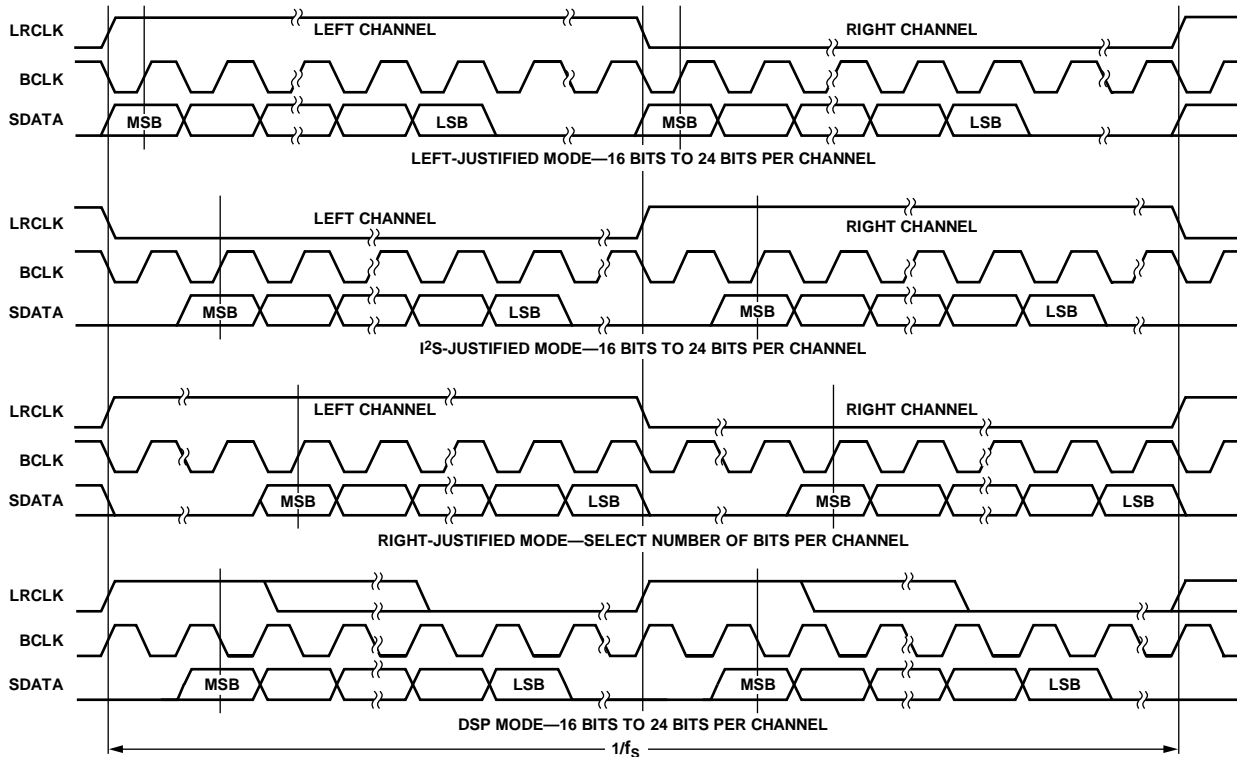 LRCLK LEFT CHANNEL RIGHT CHANNEL
BCLK
SDATA MSB LSB MSB LSB
LEFT-JUSTIFIED MODE—16 BITS TO 24 BITS PER CHANNEL
LRCLK LEFT CHANNEL RIGHT CHANNEL
BCLK
SDATA MSB LSB MSB LSB
I²S-JUSTIFIED MODE—16 BITS TO 24 BITS PER CHANNEL
LRCLK LEFT CHANNEL RIGHT CHANNEL
BCLK
SDATA MSB LSB MSB LSB
RIGHT-JUSTIFIED MODE—SELECT NUMBER OF BITS PER CHANNEL
LRCLK
BCLK
SDATA MSB LSB MSB LSB
DSP MODE—16 BITS TO 24 BITS PER CHANNEL
1/fS